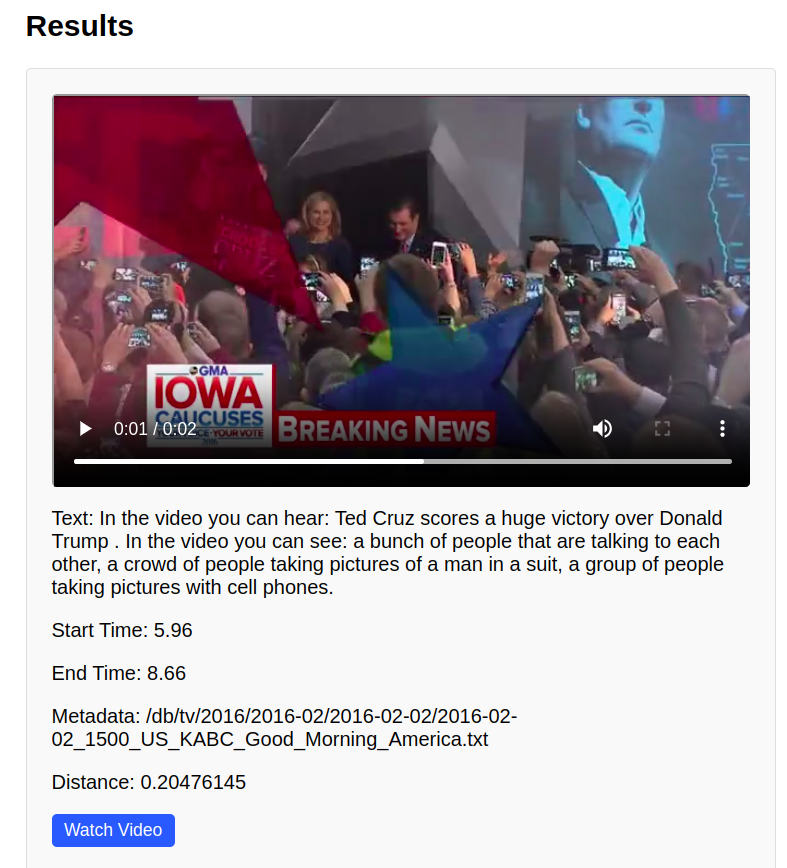 Results
GMA
IOWA
CAUCUSES
YOUR VOTE
2016
BREAKING NEWS
0:01 / 0:02
Text: In the video you can hear: Ted Cruz scores a huge victory over Donald
Trump . In the video you can see: a bunch of people that are talking to each
other, a crowd of people taking pictures of a man in a suit, a group of people
taking pictures with cell phones.
Start Time: 5.96
End Time: 8.66
Metadata: /db/tv/2016/2016-02/2016-02-02/2016-02-
02_1500_US_KABC_Good_Morning_America.txt
Distance: 0.20476145
Watch Video